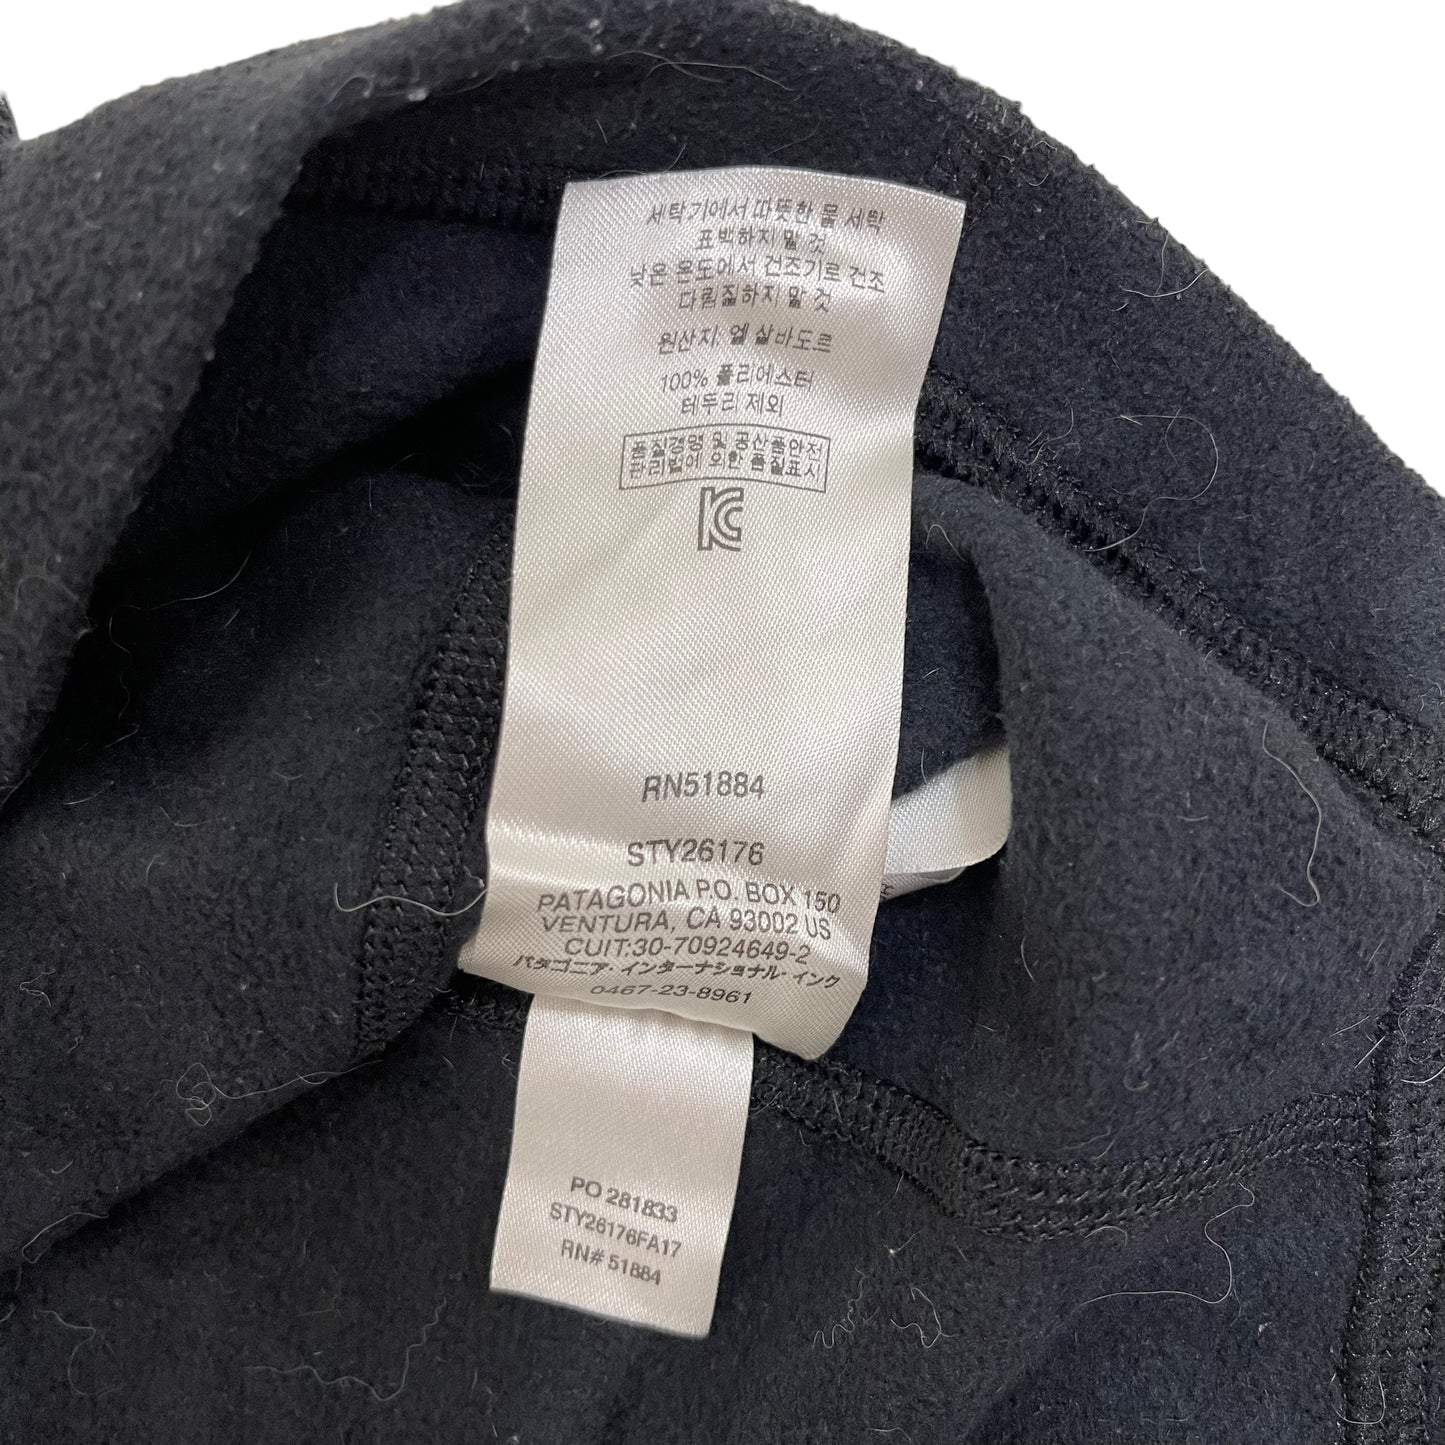 세탁기에서 따뜻한 물 세탁
표백하지 말 것
낮은 온도에서 건조기로 건조
다림질하지 말 것
원산지. 엘 살바도르
100% 폴리에스터
테두리 제외
품질경영 및 공산품안전
관리법에 의한 품질표시
KC
RN51884
STY26176
PATAGONIA P.O. BOX 150
VENTURA, CA 93002 US
CUIT:30-70924649-2
パタゴニア・インターナショナル・インク
0467-23-8961
PO 281833
STY26176FA17
RN# 51884